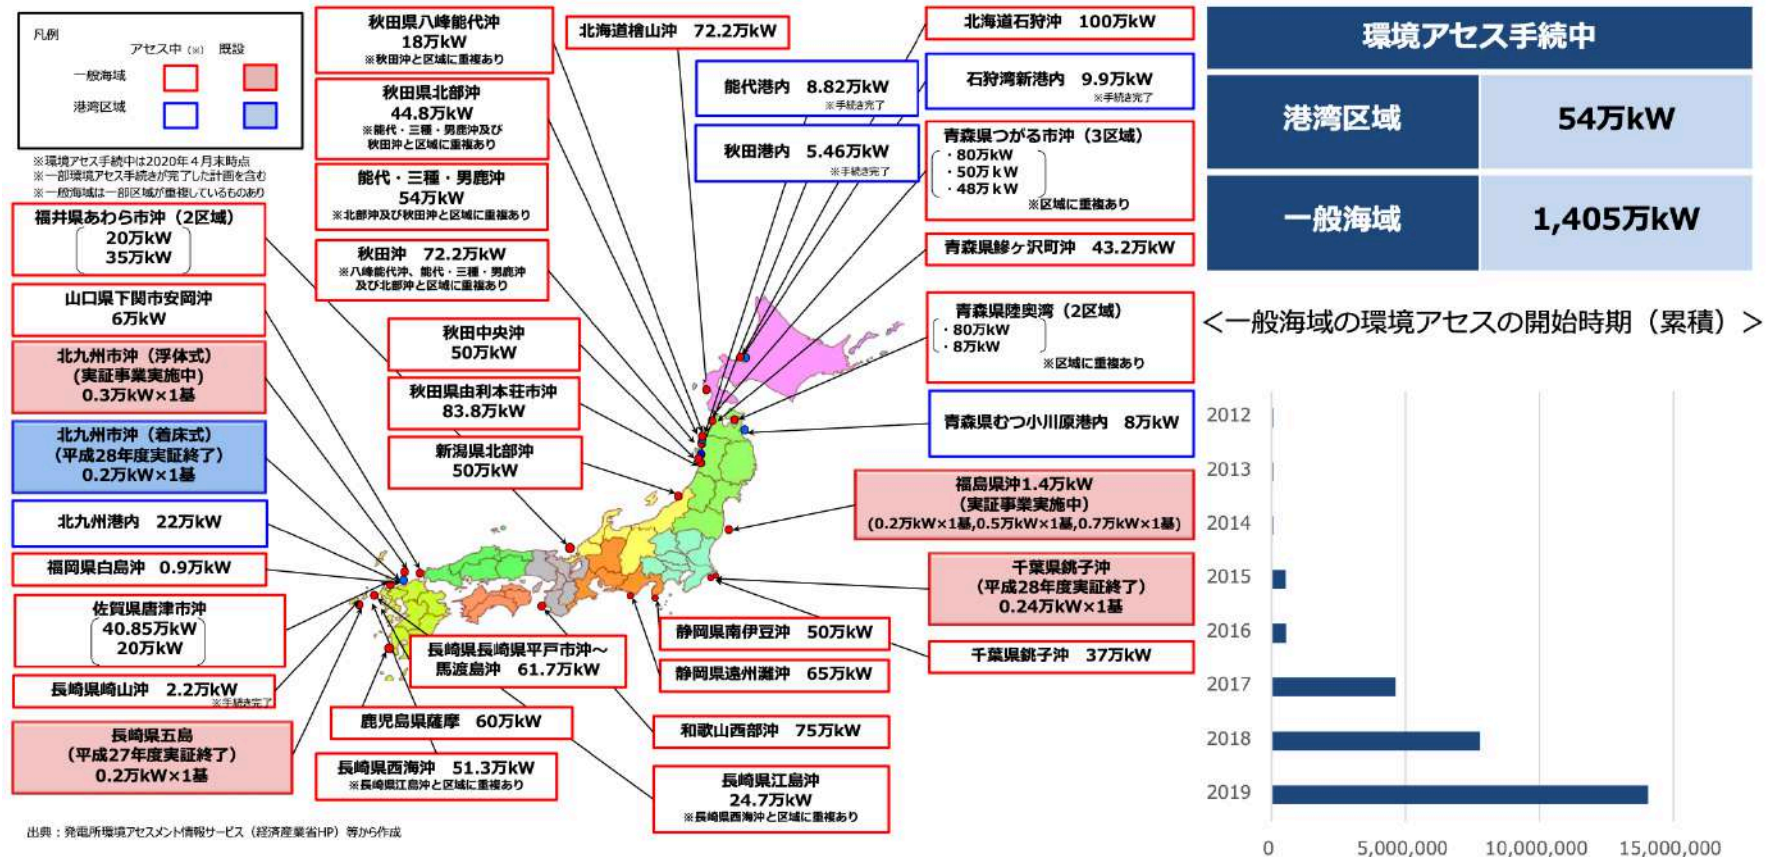 凡例
アセス中（※） 既設
一般海域
港湾区域
※環境アセス手続中は2020年４月末時点
※一部環境アセス手続きが完了した計画を含む
※一般海域は一部区域が重複しているものあり
福井県あわら市沖（2区域）
20万kW
35万kW
山口県下関市安岡沖
6万kW
北九州市沖（浮体式）
(実証事業実施中)
0.3万kW×1基
北九州市沖（着床式）
（平成28年度実証終了）
0.2万kW×1基
北九州港内 22万kW
福岡県白島沖 0.9万kW
佐賀県唐津市沖
40.85万kW
20万kW
長崎県崎山沖 2.2万kW
※手続き完了
長崎県五島
（平成27年度実証終了）
0.2万kW×1基
出典：発電所環境アセスメント情報サービス（経済産業省HP）等から作成
秋田県八峰能代沖
18万kW
※秋田沖と区域に重複あり
秋田県北部沖
44.8万kW
※能代・三種・男鹿沖及び
秋田沖と区域に重複あり
能代・三種・男鹿沖
54万kW
※北部沖及び秋田沖と区域に重複あり
秋田沖 72.2万kW
※八峰能代沖、能代・三種・男鹿沖
及び北部沖と区域に重複あり
秋田中央沖
50万kW
秋田県由利本荘市沖
83.8万kW
新潟県北部沖
50万kW
長崎県長崎県平戸市沖～
馬渡島沖 61.7万kW
鹿児島県薩摩 60万kW
長崎県西海沖 51.3万kW
※長崎県江島沖と区域に重複あり
北海道檜山沖 72.2万kW
能代港内 8.82万kW
※手続き完了
秋田港内 5.46万kW
※手続き完了
静岡県南伊豆沖 50万kW
静岡県遠州灘沖 65万kW
和歌山西部沖 75万kW
長崎県江島沖
24.7万kW
※長崎県西海沖と区域に重複あり
北海道石狩沖 100万kW
石狩湾新港内 9.9万kW
※手続き完了
青森県つがる市沖（3区域）
・80万kW
・50万ｋW
・48万ｋW
※区域に重複あり
青森県鰺ヶ沢町沖 43.2万kW
青森県陸奥湾（2区域）
・80万kW
・8万kW
※区域に重複あり
青森県むつ小川原港内 8万kW
福島県沖1.4万kW
（実証事業実施中）
(0.2万kW×1基,0.5万kW×1基,0.7万kW×1基)
千葉県銚子沖
（平成28年度実証終了）
0.24万kW×1基
千葉県銚子沖 37万kW
環境アセス手続中
港湾区域 54万kW
一般海域 1,405万kW
＜一般海域の環境アセスの開始時期（累積）＞
2012
2013
2014
2015
2016
2017
2018
2019
0 5,000,000 10,000,000 15,000,000